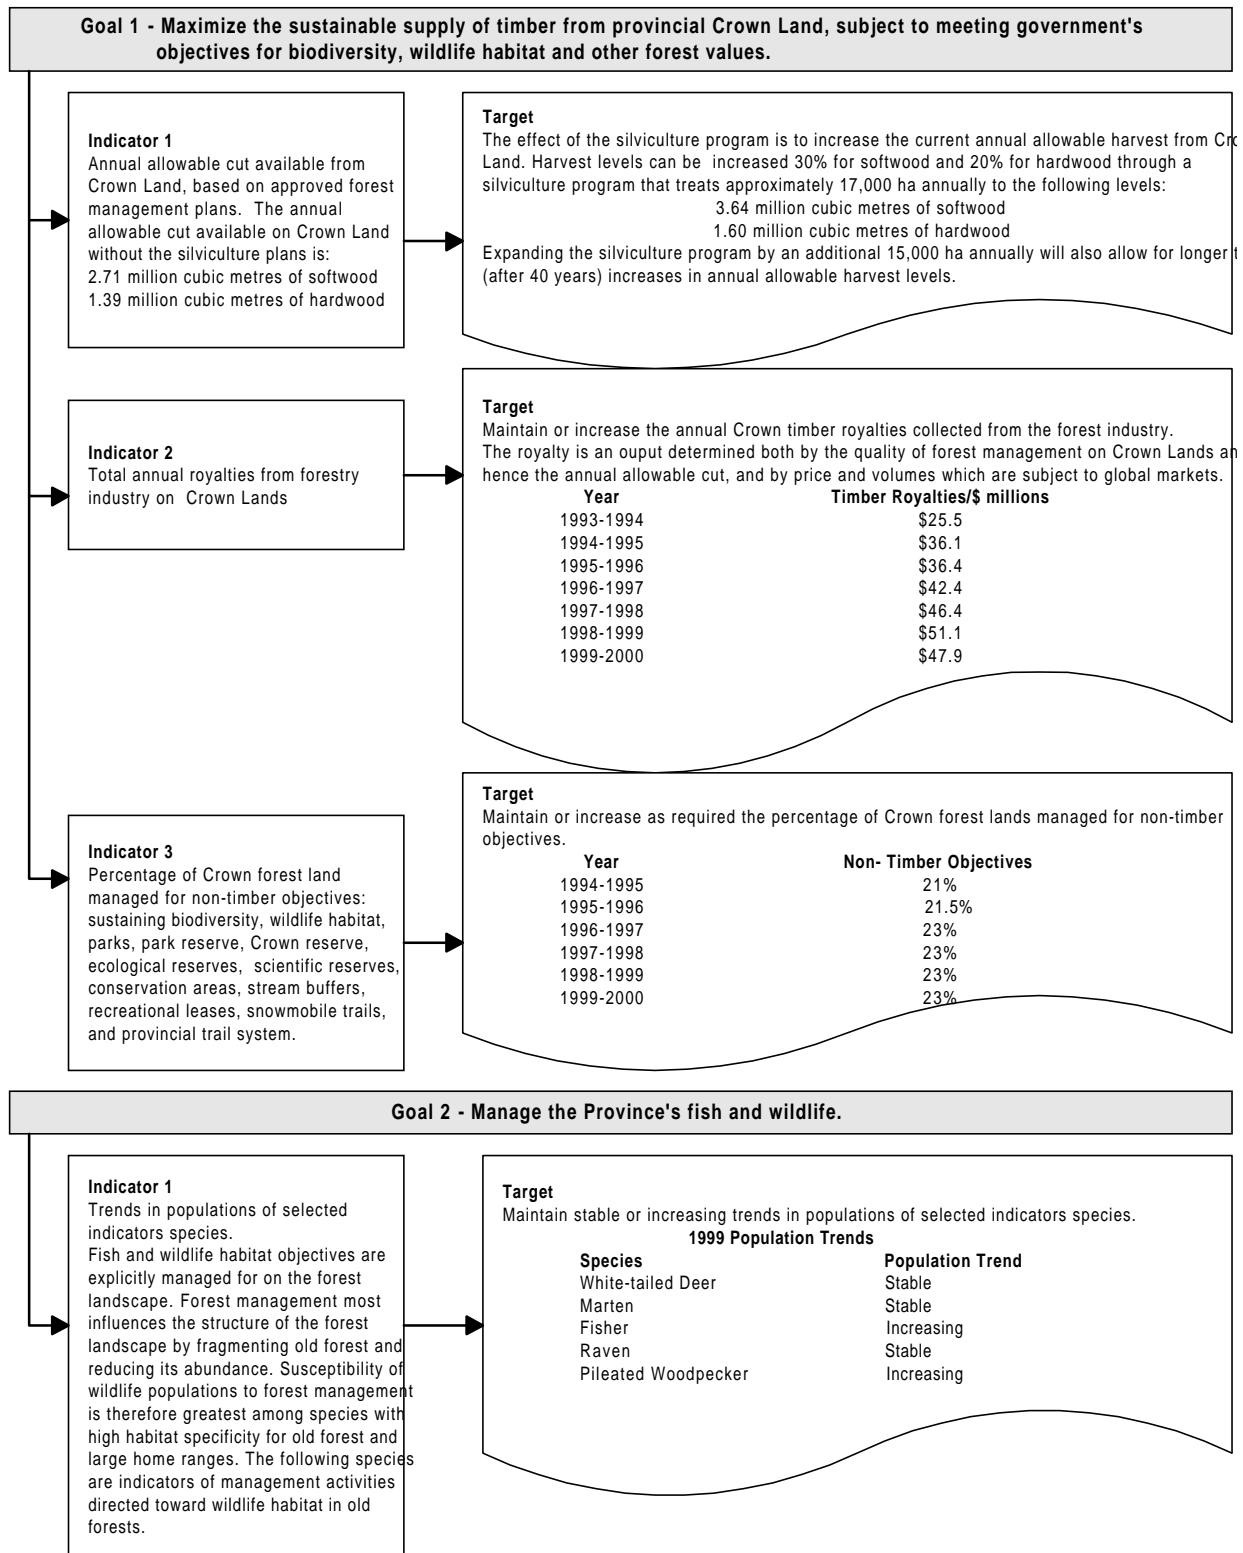 Goal 1 - Maximize the sustainable supply of timber from provincial Crown Land, subject to meeting government's
objectives for biodiversity, wildlife habitat and other forest values.
Indicator 1
Annual allowable cut available from
Crown Land, based on approved forest
management plans. The annual
allowable cut available on Crown Land
without the silviculture plans is:
2.71 million cubic metres of softwood
1.39 million cubic metres of hardwood
Target
The effect of the silviculture program is to increase the current annual allowable harvest from
Land. Harvest levels can be increased 30% for softwood and 20% for hardwood through a
silviculture program that treats approximately 17,000 ha annually to the following levels:
3.64 million cubic metres of softwood
1.60 million cubic metres of hardwood
Expanding the silviculture program by an additional 15,000 ha annually will also allow for longer
(after 40 years) increases in annual allowable harvest levels.
Indicator 2
Total annual royalties from forestry
industry on Crown Lands
Target
Maintain or increase the annual Crown timber royalties collected from the forest industry.
The royalty is an ouput determined both by the quality of forest management on Crown Lands
hence the annual allowable cut, and by price and volumes which are subject to global markets.
Year Timber Royalties/$ millions
1993-1994 $25.5
1994-1995 $36.1
1995-1996 $36.4
1996-1997 $42.4
1997-1998 $46.4
1998-1999 $51.1
1999-2000 $47.9
Indicator 3
Percentage of Crown forest land
managed for non-timber objectives:
sustaining biodiversity, wildlife habitat,
parks, park reserve, Crown reserve,
ecological reserves, scientific reserves,
conservation areas, stream buffers,
recreational leases, snowmobile trails,
and provincial trail system.
Target
Maintain or increase as required the percentage of Crown forest lands managed for non-timber
objectives.
Year Non- Timber Objectives
1994-1995 21%
1995-1996 21.5%
1996-1997 23%
1997-1998 23%
1998-1999 23%
1999-2000 23%
Goal 2 - Manage the Province's fish and wildlife.
Indicator 1
Trends in populations of selected
indicators species.
Fish and wildlife habitat objectives are
explicitly managed for on the forest
landscape. Forest management most
influences the structure of the forest
landscape by fragmenting old forest and
reducing its abundance. Susceptibility of
wildlife populations to forest management
is therefore greatest among species with
high habitat specificity for old forest and
large home ranges. The following species
are indicators of management activities
directed toward wildlife habitat in old
forests.
Target
Maintain stable or increasing trends in populations of selected indicators species.
1999 Population Trends
Species Population Trend
White-tailed Deer Stable
Marten Stable
Fisher Increasing
Raven Stable
Pileated Woodpecker Increasing